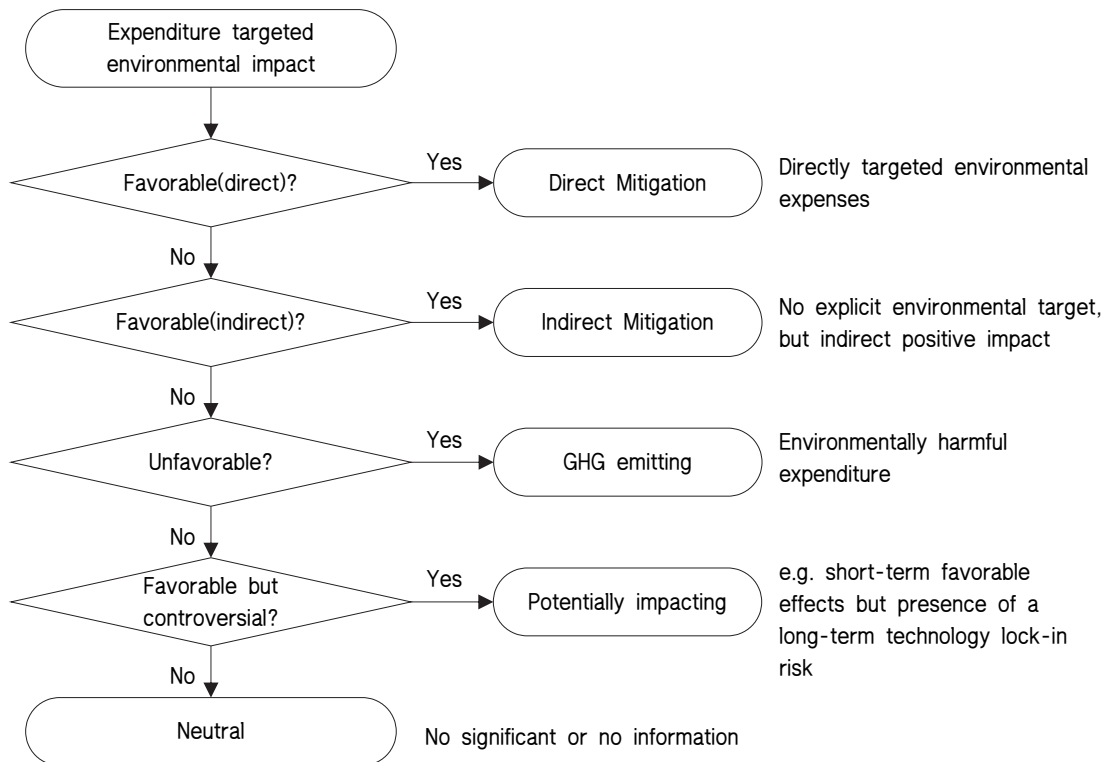 Expenditure targeted
environmental impact
Favorable(direct)?
Yes
Direct Mitigation
Directly targeted environmental
expenses
No
Favorable(indirect)?
Yes
Indirect Mitigation
No explicit environmental target,
but indirect positive impact
No
Unfavorable?
Yes
GHG emitting
Environmentally harmful
expenditure
No
Favorable but
controversial?
Yes
Potentially impacting
e.g. short-term favorable
effects but presence of a
long-term technology lock-in
risk
No
Neutral
No significant or no information